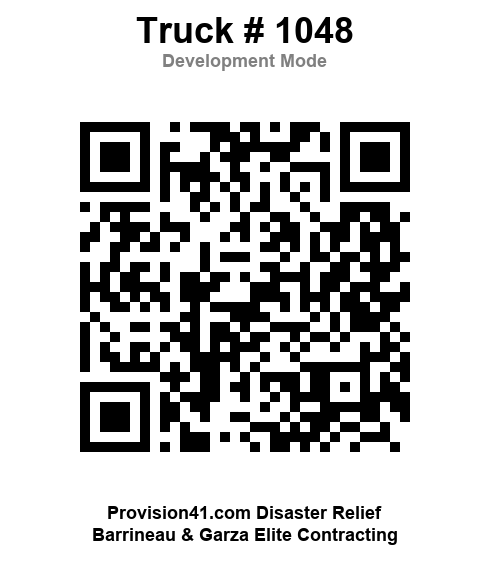 Truck # 1048
Development Mode
Provision41.com Disaster Relief
Barrineau & Garza Elite Contracting